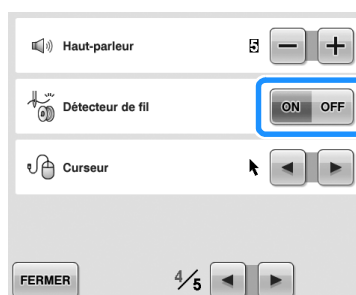 Haut-parleur 5 − +
Détecteur de fil ON OFF
Curseur
FERMER 4/5